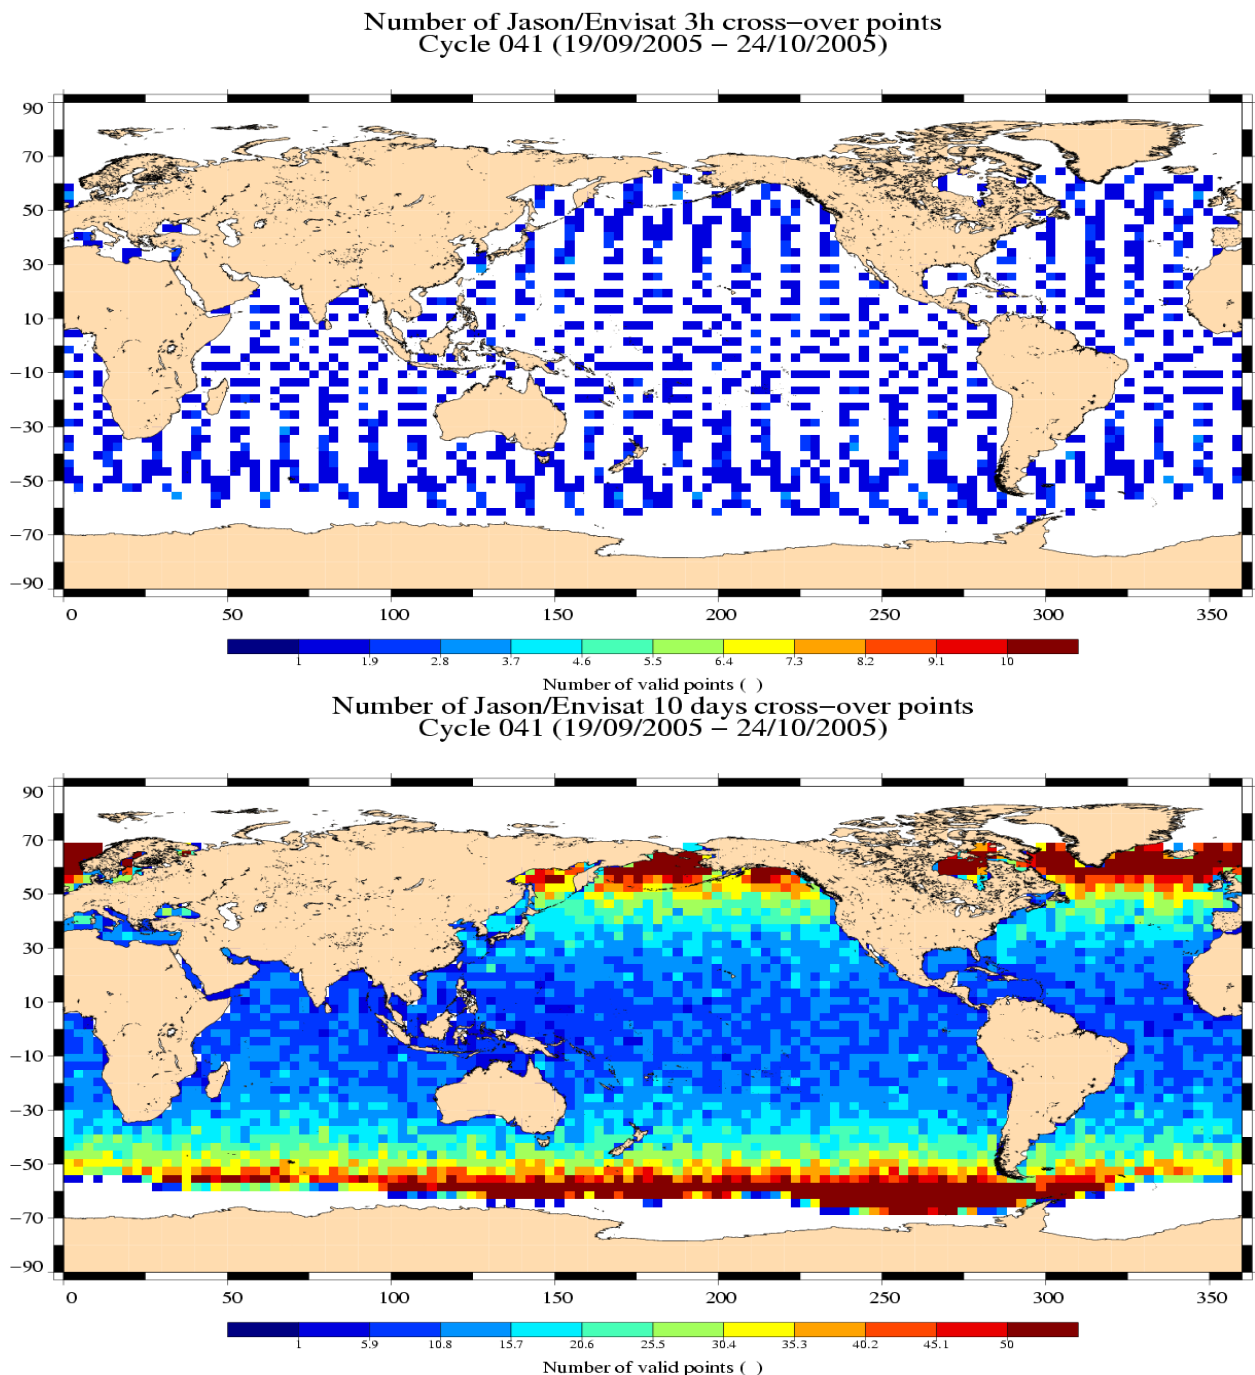 Number of Jason/Envisat 3h cross−over points
Cycle 041 (19/09/2005 − 24/10/2005)
90
70
50
30
10
−10
−30
−50
−70
−90
0 50 100 150 200 250 300 350
1 1.9 2.8 3.7 4.6 5.5 6.4 7.3 8.2 9.1 10
Number of valid points ( )
Number of Jason/Envisat 10 days cross−over points
Cycle 041 (19/09/2005 − 24/10/2005)
90
70
50
30
10
−10
−30
−50
−70
−90
0 50 100 150 200 250 300 350
1 5.9 10.8 15.7 20.6 25.5 30.4 35.3 40.2 45.1 50
Number of valid points ( )